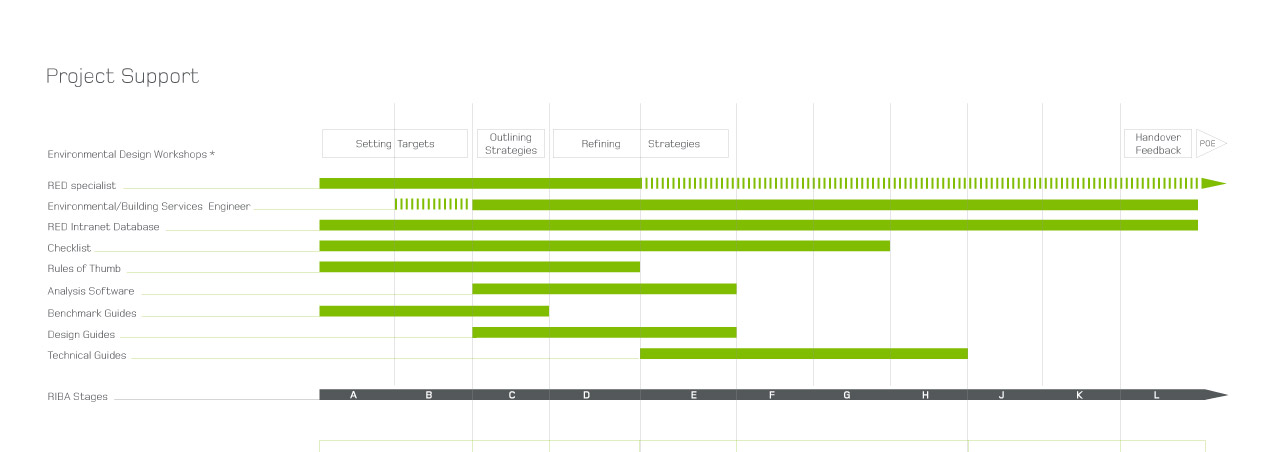 Project Support
Setting Targets
Outlining
Strategies
Refining Strategies
Handover
Feedback
POE
Environmental Design Workshops *
RED specialist
Environmental/Building Services Engineer
RED Intranet Database
Checklist
Rules of Thumb
Analysis Software
Benchmark Guides
Design Guides
Technical Guides
RIBA Stages
A B C D E F G H J K L